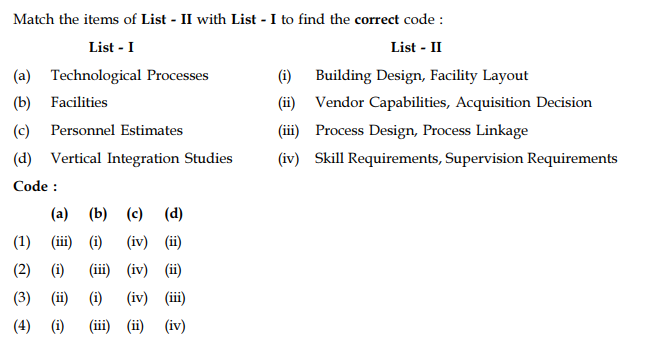 Match the items of List - II with List - I to find the correct code :
List - I List - II
(a) Technological Processes (i) Building Design, Facility Layout
(b) Facilities (ii) Vendor Capabilities, Acquisition Decision
(c) Personnel Estimates (iii) Process Design, Process Linkage
(d) Vertical Integration Studies (iv) Skill Requirements, Supervision Requirements
Code :
(a) (b) (c) (d)
(1) (iii) (i) (iv) (ii)
(2) (i) (iii) (iv) (ii)
(3) (ii) (i) (iv) (iii)
(4) (i) (iii) (ii) (iv)